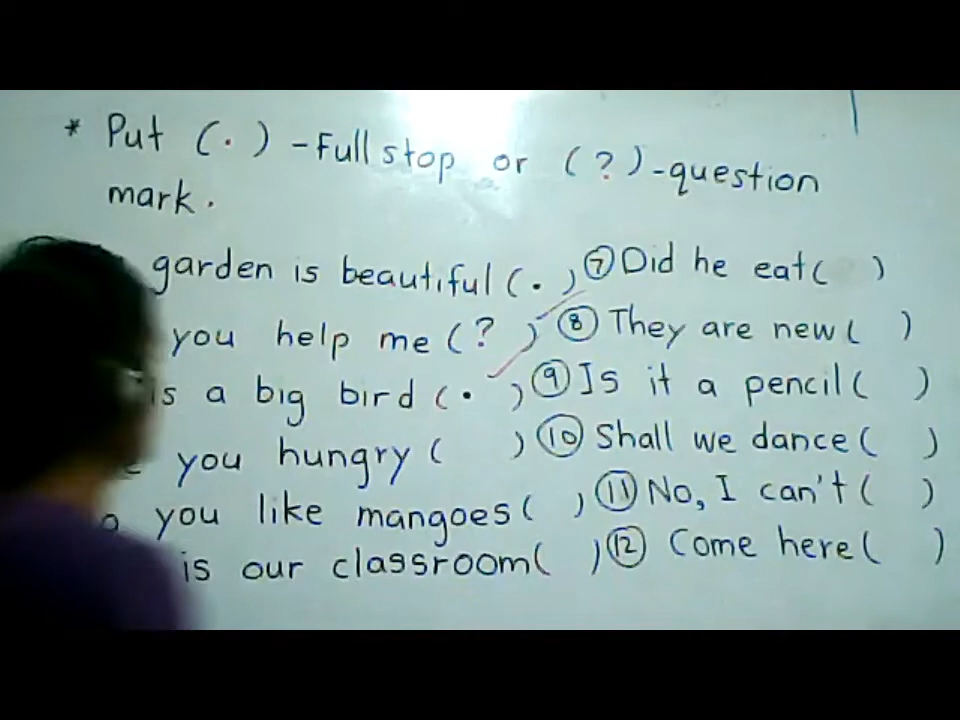 * Put (.) - Full stop or (?) - question
mark.
garden is beautiful (.)
you help me (?)
is a big bird (.)
you hungry ( )
you like mangoes ( )
is our classroom ( )
⑦ Did he eat ( )
⑧ They are new ( )
⑨ Is it a pencil ( )
⑩ Shall we dance ( )
⑪ No, I can't ( )
⑫ Come here ( )